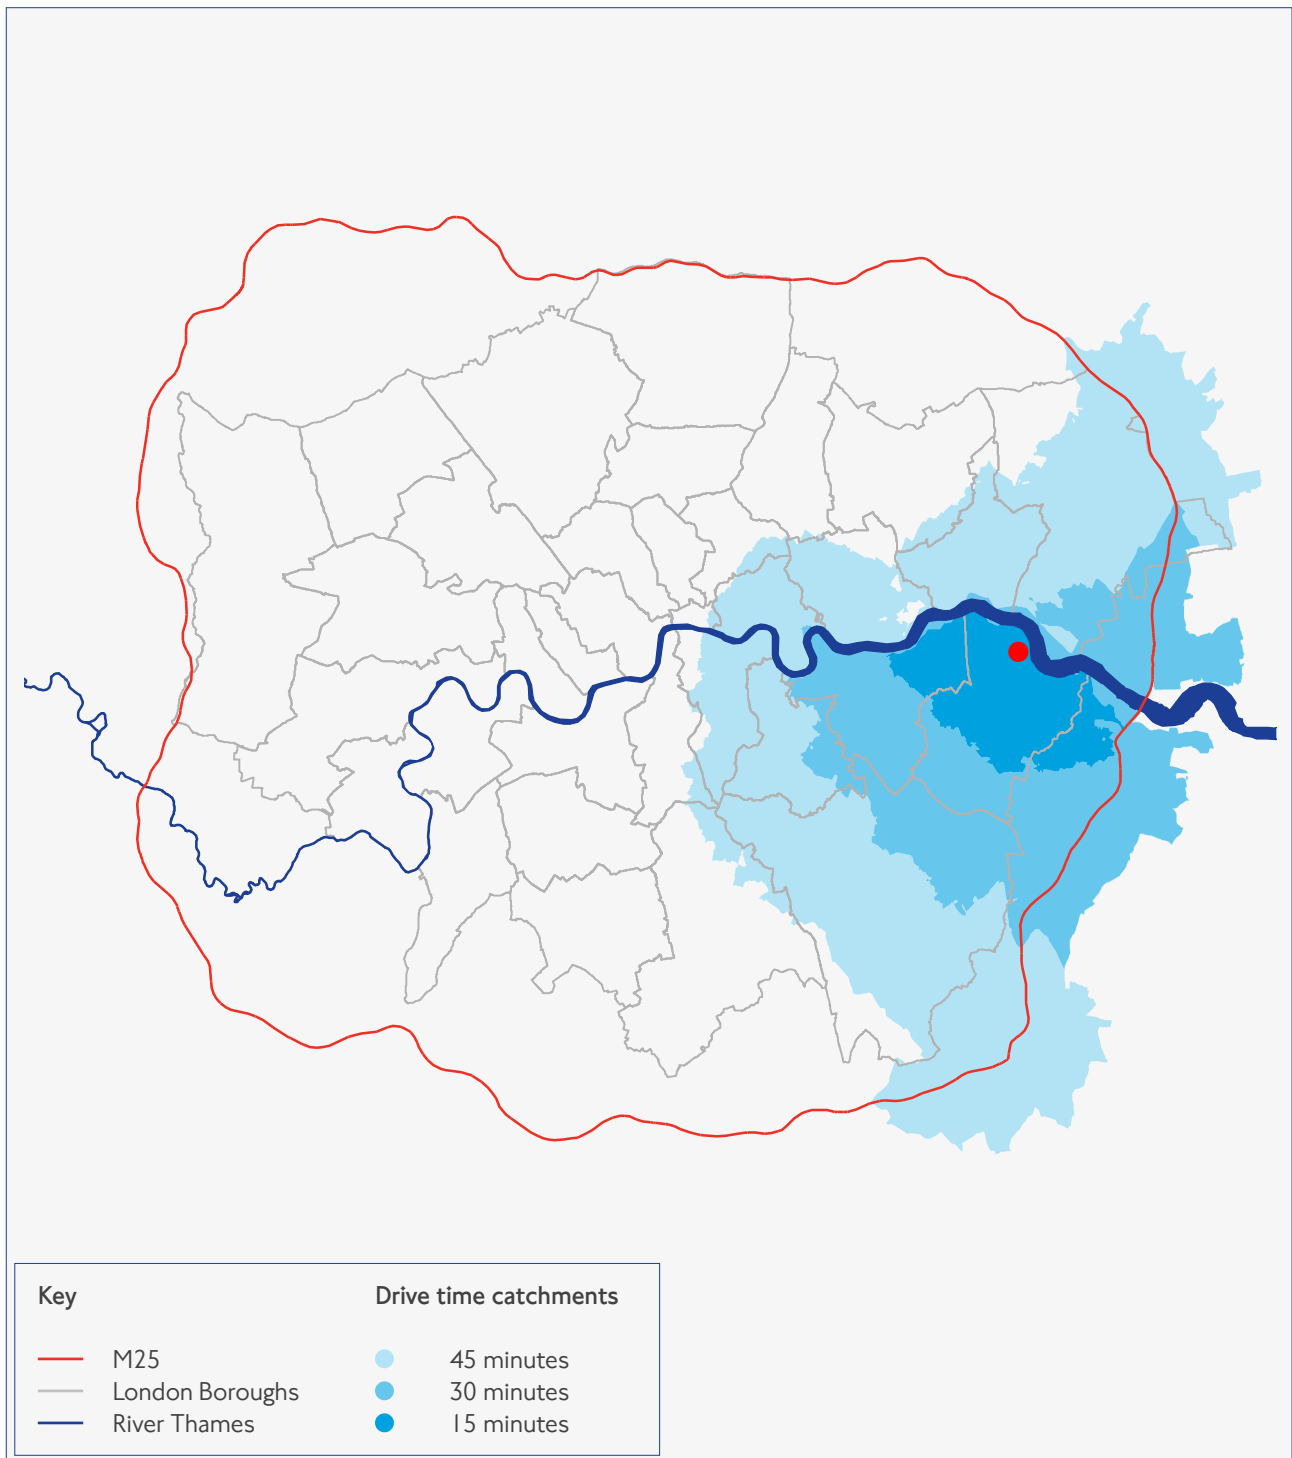 Key
Drive time catchments
M25
45 minutes
London Boroughs
30 minutes
River Thames
15 minutes